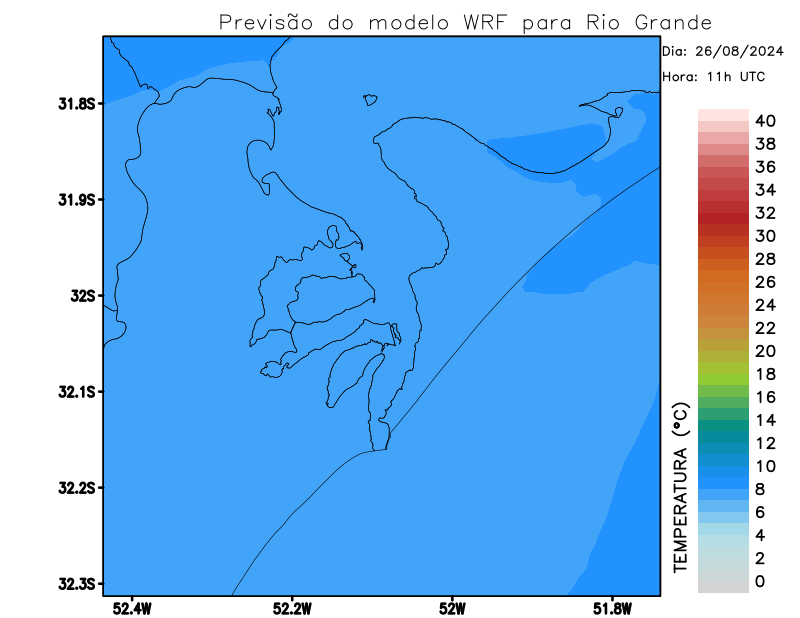 Previsão do modelo WRF para Rio Grande
Dia: 26/08/2024
Hora: 11h UTC
31.8S
31.9S
32S
32.1S
32.2S
32.3S
52.4W
52.2W
52W
51.8W
TEMPERATURA (°C)
40
38
36
34
32
30
28
26
24
22
20
18
16
14
12
10
8
6
4
2
0